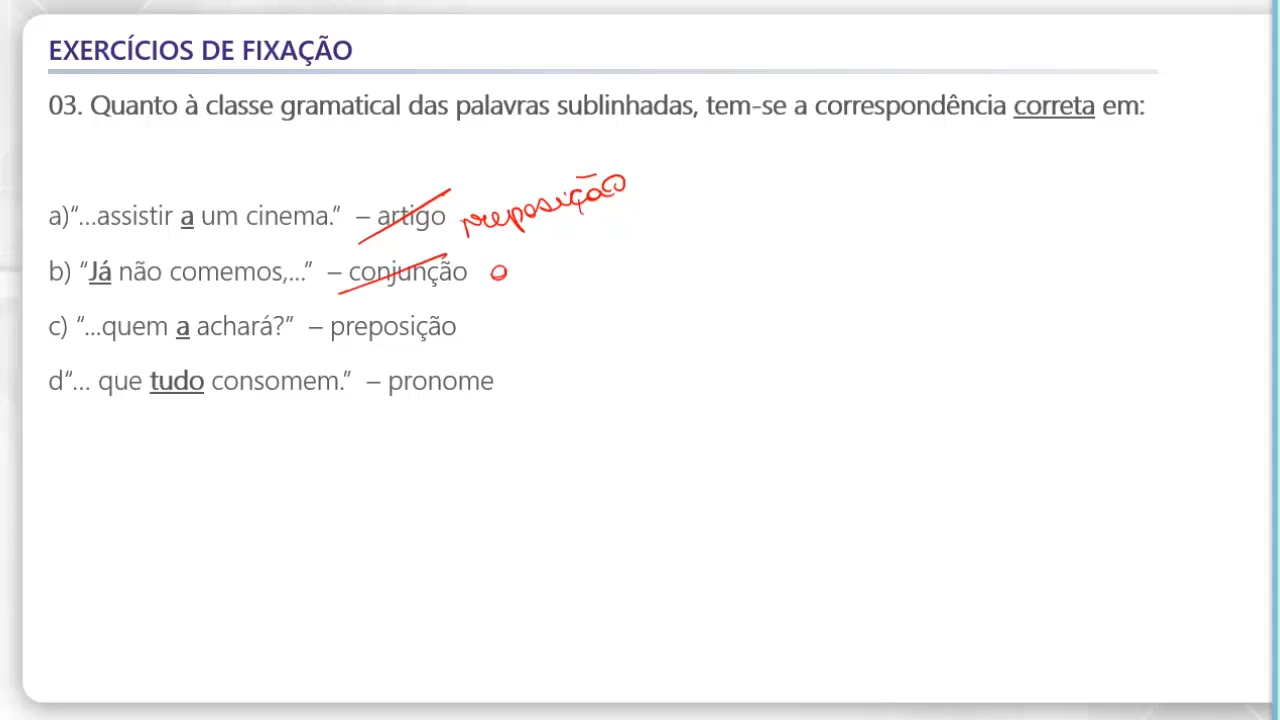 EXERCÍCIOS DE FIXAÇÃO
03. Quanto à classe gramatical das palavras sublinhadas, tem-se a correspondência correta em:
a)“...assistir a um cinema.” – artigo preposição
b) “Já não comemos,...” – conjunção
c) “...quem a achará?” – preposição
d“... que tudo consomem.” – pronome